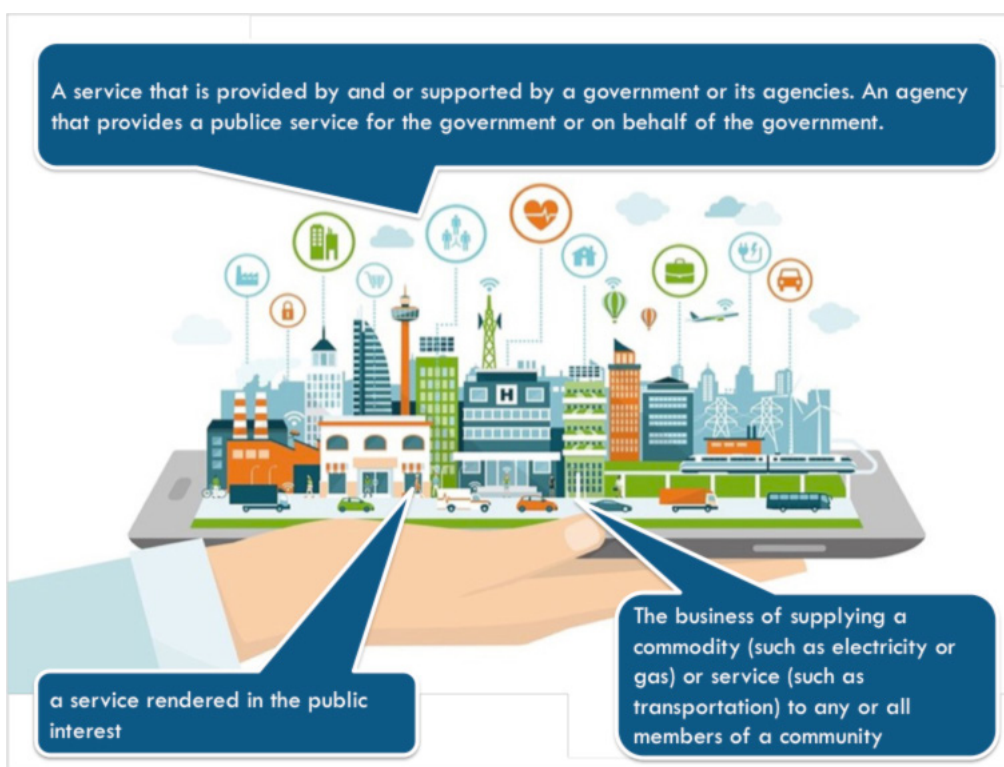 A service that is provided by and or supported by a government or its agencies. An agency
that provides a publice service for the government or on behalf of the government.
H
a service rendered in the public
interest
The business of supplying a
commodity (such as electricity or
gas) or service (such as
transportation) to any or all
members of a community